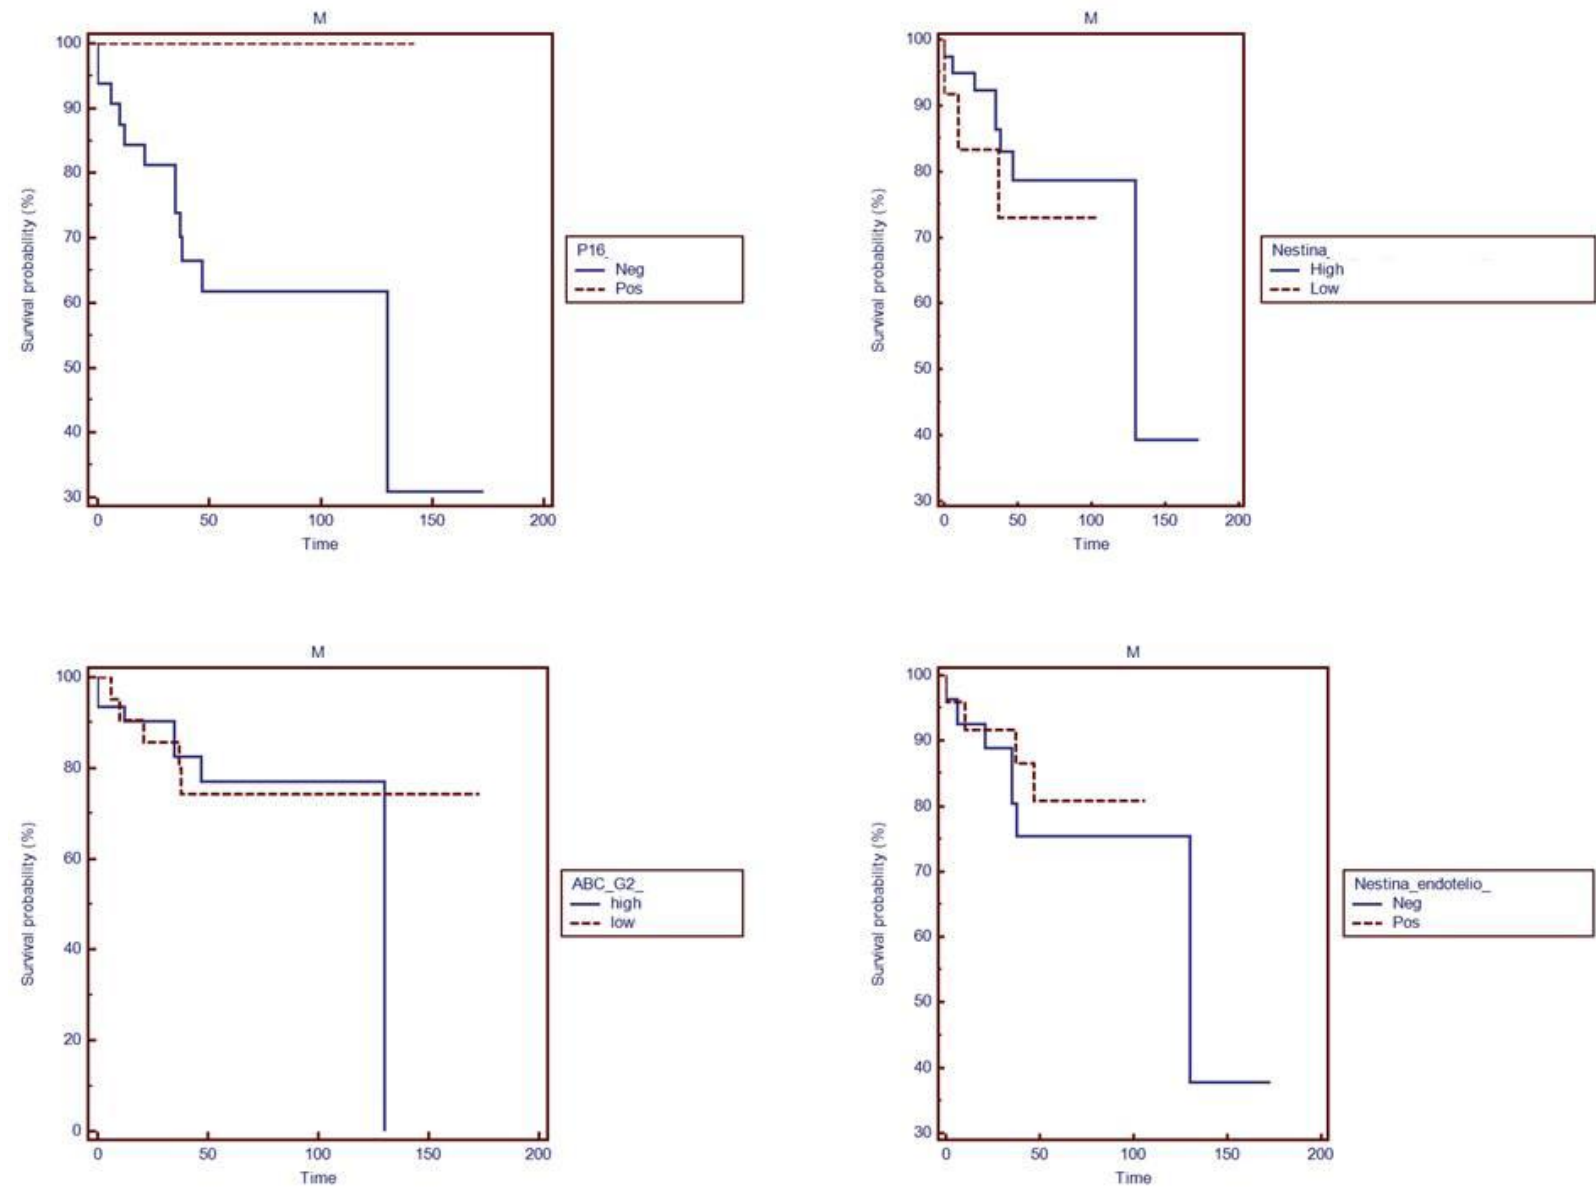 M
100
90
80
70
60
50
40
30
Survival probability (%)
0 50 100 150 200
Time
P16_
Neg
Pos
M
100
90
80
70
60
50
40
30
Survival probability (%)
0 50 100 150 200
Time
Nestina_
High
Low
M
100
80
60
40
20
0
Survival probability (%)
0 50 100 150 200
Time
ABC_G2_
high
low
M
100
90
80
70
60
50
40
30
Survival probability (%)
0 50 100 150 200
Time
Nestina_endotelio_
Neg
Pos